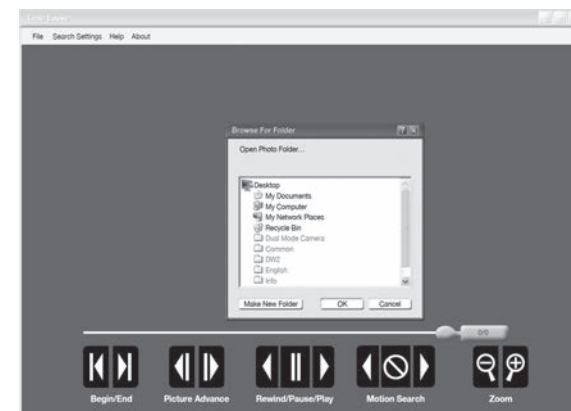 File Search Settings Help About
Browse For Folder
Open Photo Folder...
Desktop
My Documents
My Computer
My Network Places
Recycle Bin
Dual Mode Camera
Common
DWZ
English
Info
Make New Folder OK Cancel
0/0
Begin/End Picture Advance Rewind/Pause/Play Motion Search Zoom